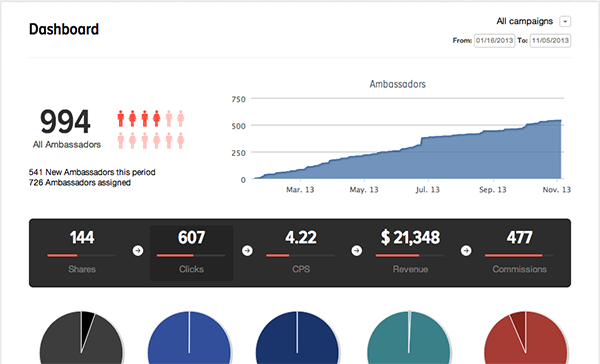 Dashboard
All campaigns
From: 01/16/2013 To: 11/05/2013
994
All Ambassadors
541 New Ambassadors this period
726 Ambassadors assigned
Ambassadors
750
500
250
0
Mar. 13 May. 13 Jul. 13 Sep. 13 Nov. 13
144 607 4.22 $ 21,348 477
Shares Clicks CPS Revenue Commissions